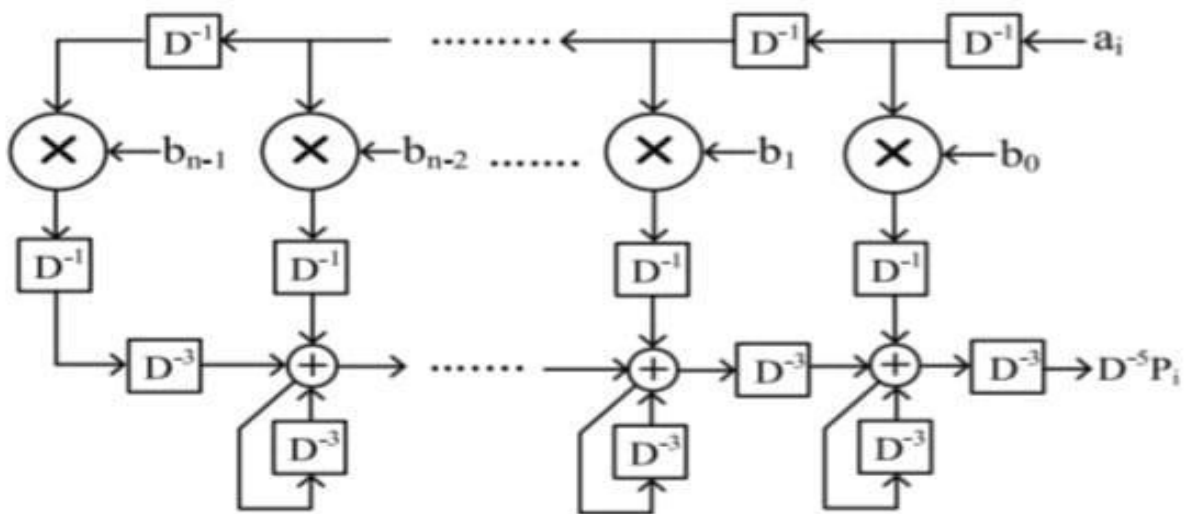 D⁻¹ ......... D⁻¹ D⁻¹ aᵢ
× bₙ₋₁ × bₙ₋₂ ....... × b₁ × b₀
D⁻¹ D⁻¹ D⁻¹ D⁻¹
D⁻³ + ....... + D⁻³ + D⁻³ D⁻⁵Pᵢ
D⁻³ D⁻³ D⁻³